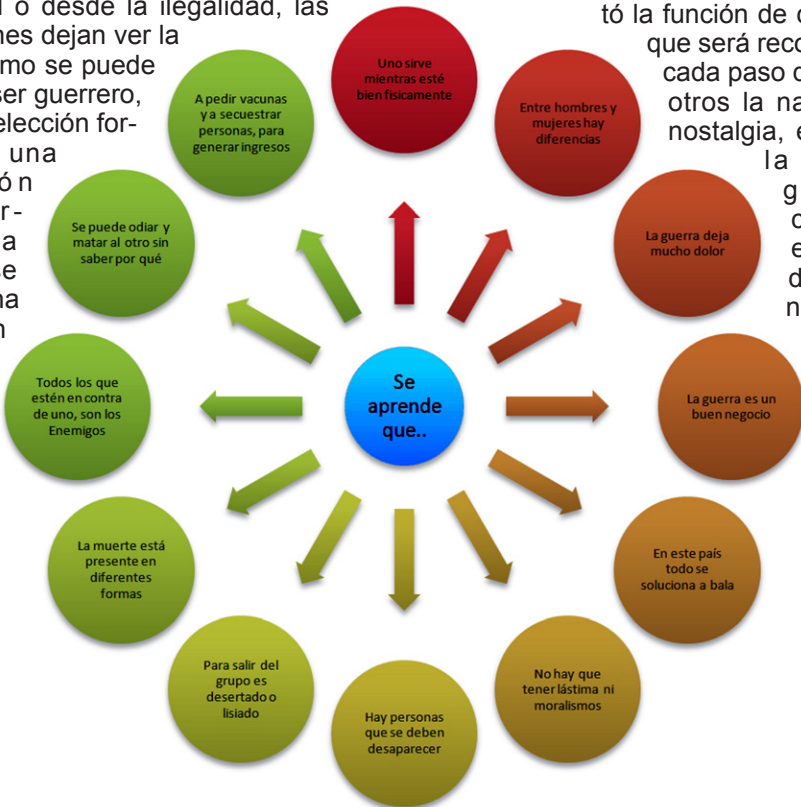 l o desde la ilegalidad, las
nes dejan ver la
mo se puede
ser guerrero,
elección for-
una
ón
r-
a
se
na
n
tó la función de
que será reco
cada paso
otros la na
nostalgia, e
la
g
e
d
n
Se
aprende
que..
Uno sirve
mientras esté
bien fisicamente
Entre hombres y
mujeres hay
diferencias
La guerra deja
mucho dolor
La guerra es un
buen negocio
En este país
todo se
soluciona a bala
No hay que
tener lástima ni
moralismos
Hay personas
que se deben
desaparecer
Para salir del
grupo es
desertado o
lisiado
La muerte está
presente en
diferentes
formas
Todos los que
estén en contra
de uno, son los
Enemigos
Se puede odiar y
matar al otro sin
saber por qué
A pedir vacunas
y a secuestrar
personas, para
generar ingresos